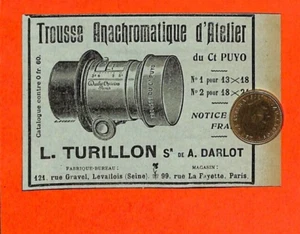 Trousse Anachromatique d'Atelier
du Ct PUYO
Catalogue contre 0 fr. 60.
N° 1 pour 13×18
N° 2 pour 18×24
NOTICE
FRA
L. TURILLON Sr DE A. DARLOT
FABRIQUE-BUREAU :
MAGASIN :
121, rue Gravel, Levallois (Seine).
99, rue La Fayette, Paris.